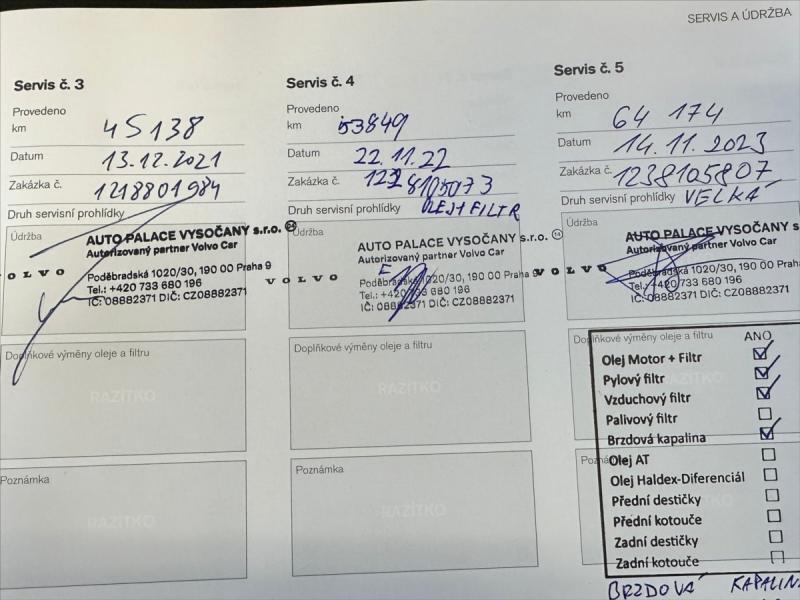 SERVIS A ÚDRŽBA
Servis č. 3
Provedeno
km 45138
Datum 13.12.2021
Zakázka č. 1218801984
Druh servisní prohlídky
Údržba
AUTO PALACE VYSOČANY s.r.o. 
Autorizovaný partner Volvo Car
VOLVO
Poděbradská 1020/30, 190 00 Praha 9
Tel.: +420 733 680 196
IČ: 08882371 DIČ: CZ08882371
Doplňkové výměny oleje a filtru
RAZÍTKO
Poznámka
RAZÍTKO
Servis č. 4
Provedeno
km 53849
Datum 22.11.22
Zakázka č.
Druh servisní prohlídky OLEJ+FILTR
Údržba
AUTO PALACE VYSOČANY s.r.o.
Autorizovaný partner Volvo Car
VOLVO
Poděbradská 1020/30, 190 00 Praha 9
Tel.: +420 733 680 196
IČ: 08882371 DIČ: CZ08882371
Doplňkové výměny oleje a filtru
RAZÍTKO
Poznámka
RAZÍTKO
Servis č. 5
Provedeno
km 64 174
Datum 14.11.2023
Zakázka č. 1238105807
Druh servisní prohlídky VELKÁ
Údržba
AUTO PALACE VYSOČANY s.r.o.
Autorizovaný partner Volvo Car
VOLVO
Poděbradská 1020/30, 190 00
Tel.: +420 733 680 196
IČ: 08882371 DIČ: CZ08882371
Doplňkové výměny oleje a filtru
ANO
Olej Motor + Filtr
Pylový filtr
Vzduchový filtr
Palivový filtr
Brzdová kapalina
Olej AT
Olej Haldex-Diferenciál
Přední destičky
Přední kotouče
Zadní destičky
Zadní kotouče
BRZDOVÁ KAPALINA